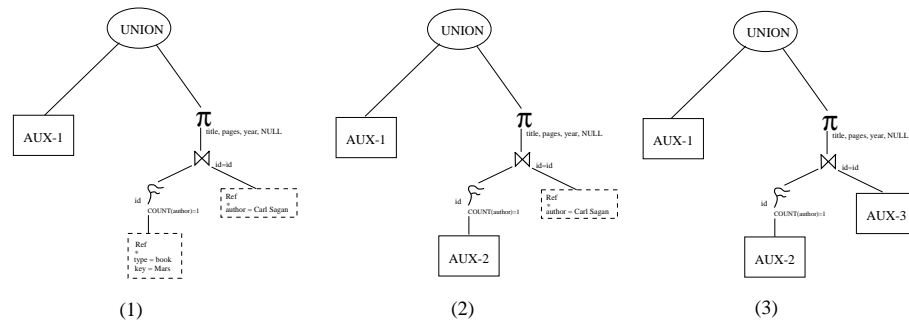 UNION
AUX-1
π
title, pages, year, NULL
id=id
id
COUNT(author)=1
Ref
*
type = book
key = Mars
Ref
*
author = Carl Sagan
(1)
UNION
AUX-1
π
title, pages, year, NULL
id=id
id
COUNT(author)=1
AUX-2
Ref
*
author = Carl Sagan
(2)
UNION
AUX-1
π
title, pages, year, NULL
id=id
id
COUNT(author)=1
AUX-2
AUX-3
(3)